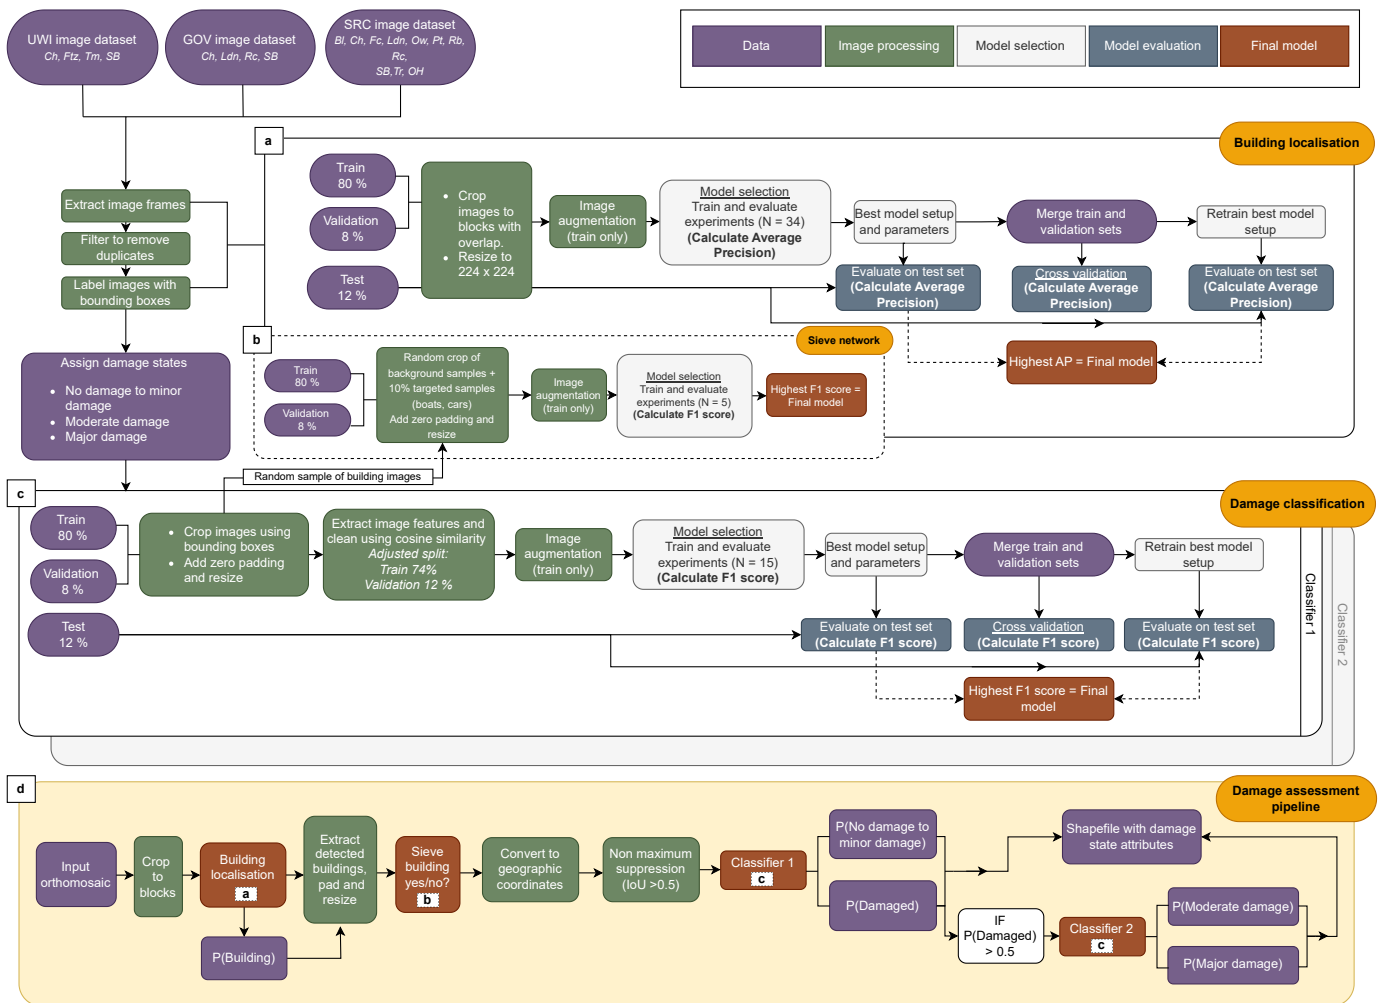 UWI image dataset
Ch, Ftz, Tm, SB
GOV image dataset
Ch, Ldn, Rc, SB
SRC image dataset
Bl, Ch, Fc, Ldn, Ow, Pt, Rb,
Rc,
SB,Tr, OH
Data
Image processing
Model selection
Model evaluation
Final model
Extract image frames
Filter to remove
duplicates
Label images with
bounding boxes
Assign damage states
• No damage to minor
damage
• Moderate damage
• Major damage
a
Building localisation
Train
80 %
Validation
8 %
Test
12 %
• Crop
images to
blocks with
overlap.
• Resize to
224 x 224
Image
augmentation
(train only)
Model selection
Train and evaluate
experiments (N = 34)
(Calculate Average
Precision)
Best model setup
and parameters
Merge train and
validation sets
Retrain best model
setup
Evaluate on test set
(Calculate Average
Precision)
Cross validation
(Calculate Average
Precision)
Evaluate on test set
(Calculate Average
Precision)
Highest AP = Final model
b
Sieve network
Train
80 %
Validation
8 %
Random crop of
background samples +
10% targeted samples
(boats, cars)
Add zero padding and
resize
Image
augmentation
(train only)
Model selection
Train and evaluate
experiments (N = 5)
(Calculate F1 score)
Highest F1 score =
Final model
Random sample of building images
c
Damage classification
Train
80 %
Validation
8 %
Test
12 %
• Crop images using
bounding boxes
• Add zero padding
and resize
Extract image features and
clean using cosine similarity
Adjusted split:
Train 74%
Validation 12 %
Image
augmentation
(train only)
Model selection
Train and evaluate
experiments (N = 15)
(Calculate F1 score)
Best model setup
and parameters
Merge train and
validation sets
Retrain best model
setup
Evaluate on test set
(Calculate F1 score)
Cross validation
(Calculate F1 score)
Evaluate on test set
(Calculate F1 score)
Highest F1 score = Final
model
Classifier 1
Classifier 2
d
Damage assessment
pipeline
Input
orthomosaic
Crop
to
blocks
Building
localisation
a
P(Building)
Extract
detected
buildings,
pad and
resize
Sieve
building
yes/no?
b
Convert to
geographic
coordinates
Non maximum
suppression
(IoU >0.5)
Classifier 1
c
P(No damage to
minor damage)
P(Damaged)
IF
P(Damaged)
> 0.5
Classifier 2
c
Shapefile with damage
state attributes
P(Moderate damage)
P(Major damage)